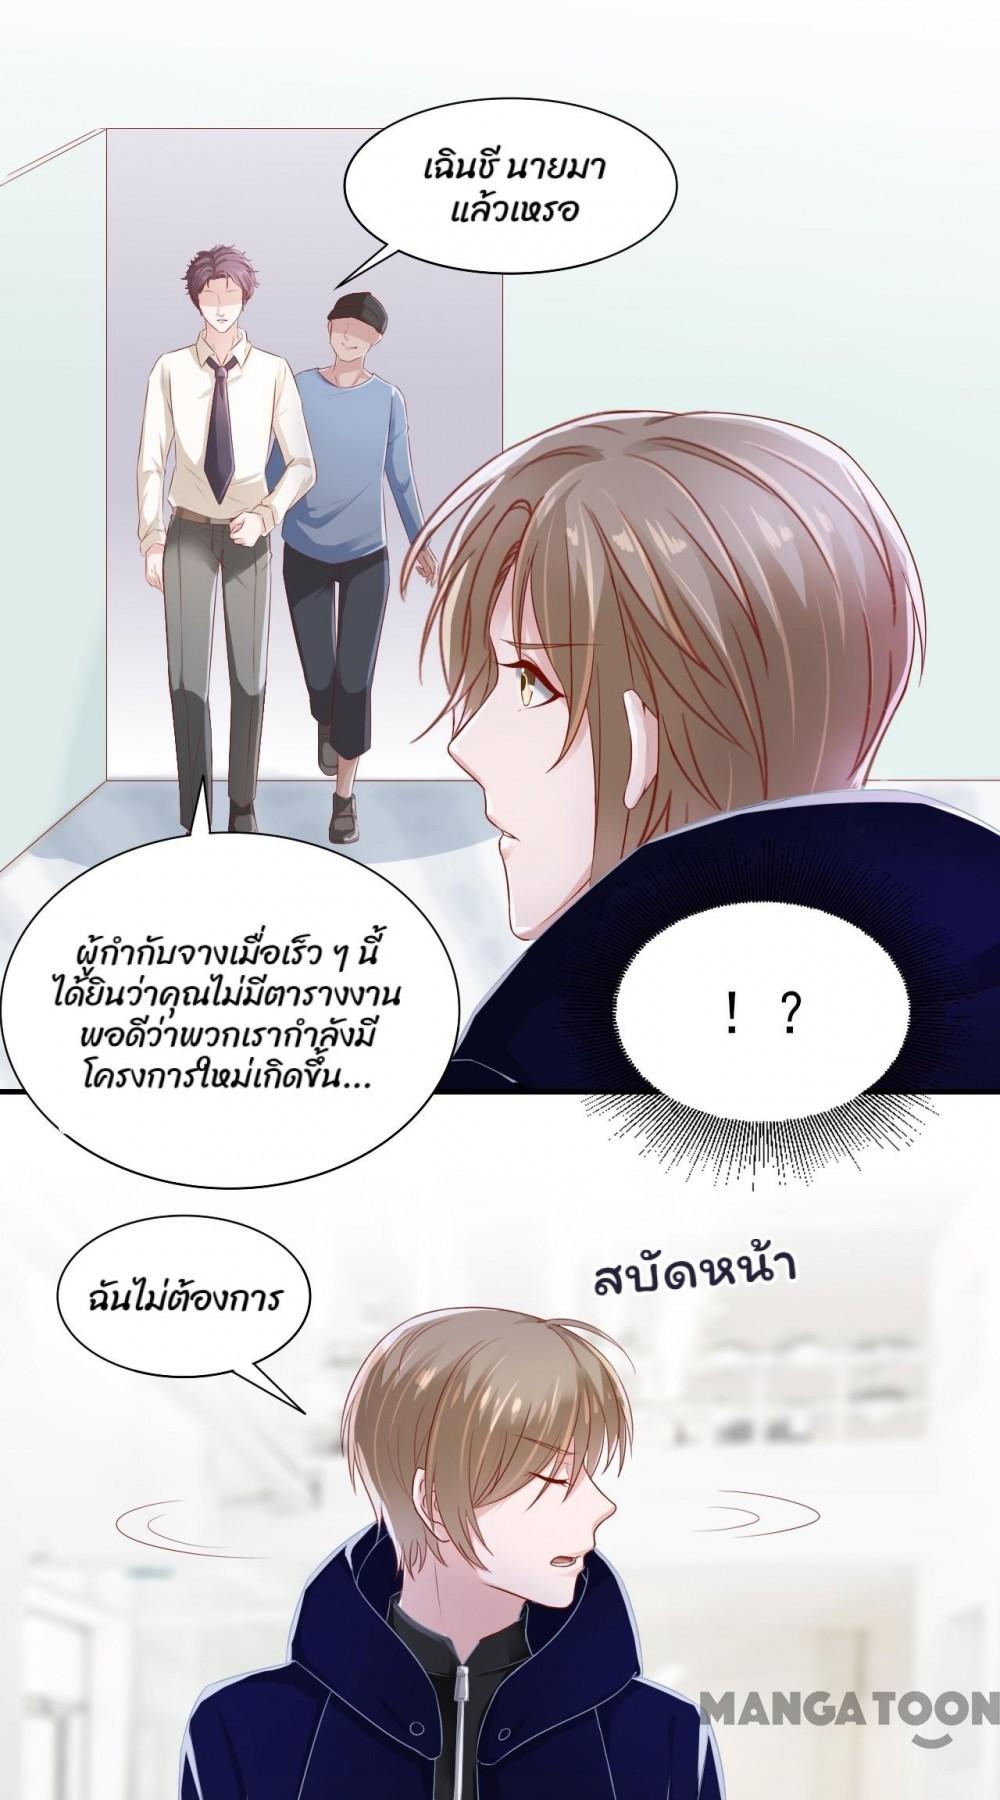 เฉินชี นายมา
แล้วเหรอ
ผู้กำกับจางเมื่อเร็ว ๆ นี้
ได้ยินว่าคุณไม่มีตารางงาน
พอดีว่าพวกเรากำลังมี
โครงการใหม่เกิดขึ้น...
! ?
สบัดหน้า
ฉันไม่ต้องการ
MANGATOON